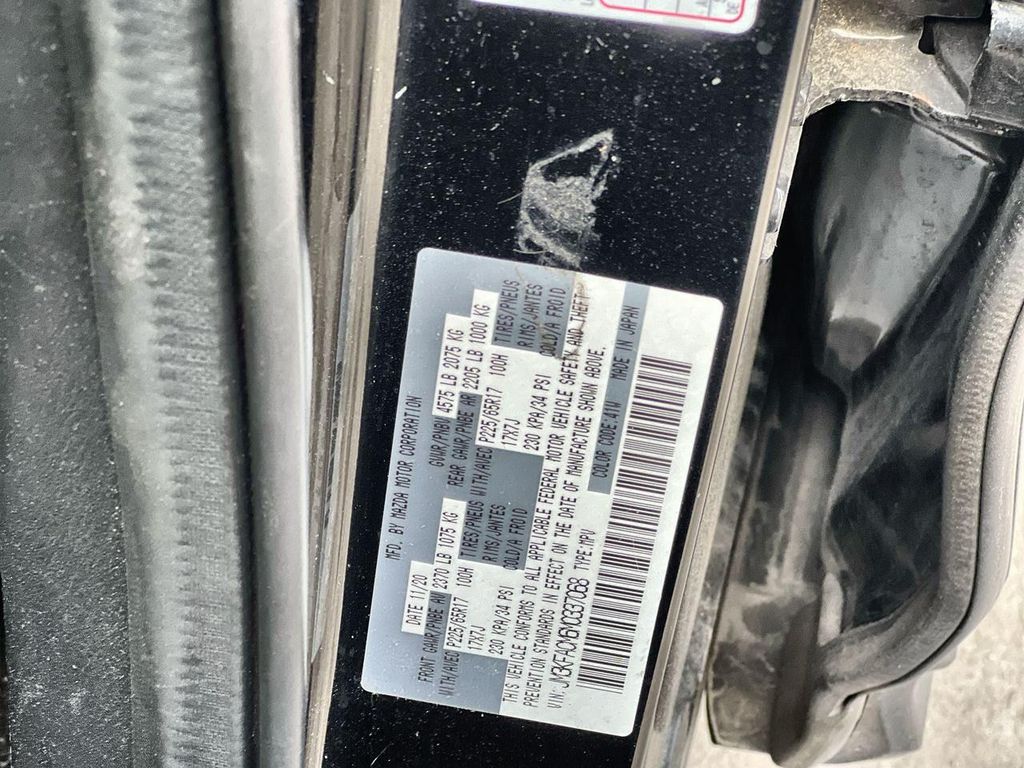 MFD. BY MAZDA MOTOR CORPORATION
DATE 11/20 GVWR/PNBV 4575 LB 2075 KG
FRONT GAWR/PNBE AV 2370 LB 1075 KG REAR GAWR/PNBE AR 2205 LB 1000 KG
WITH/AVEC P225/65R17 100H TIRES/PNEUS WITH/AVEC P225/65R17 100H TIRES/PNEUS
17X7J RIMS/JANTES 17X7J RIMS/JANTES
230 KPA/34 PSI COLD/A FROID 230 KPA/34 PSI COLD/A FROID
THIS VEHICLE CONFORMS TO ALL APPLICABLE FEDERAL MOTOR VEHICLE SAFETY AND THEFT
PREVENTION STANDARDS IN EFFECT ON THE DATE OF MANUFACTURE SHOWN ABOVE.
VIN:JM3KFACM6M0337068 TYPE:MPV COLOR CODE:41W MADE IN JAPAN